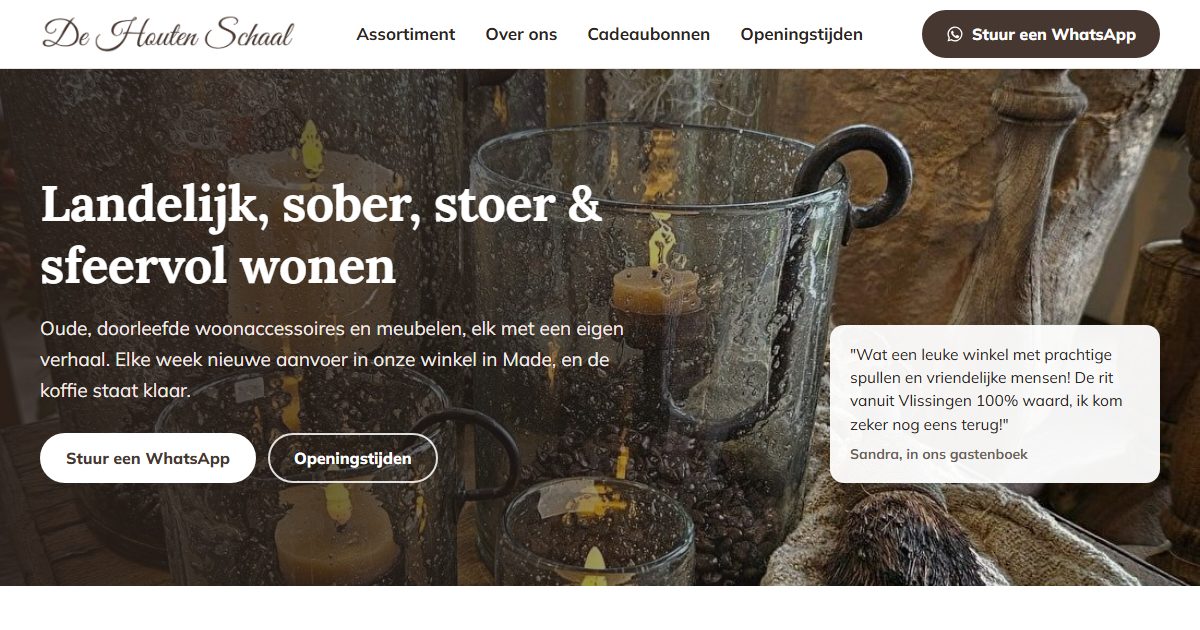 De Houten Schaal
Assortiment
Over ons
Cadeaubonnen
Openingstijden
Stuur een WhatsApp
Landelijk, sober, stoer &
sfeervol wonen
Oude, doorleefde woonaccessoires en meubelen, elk met een eigen
verhaal. Elke week nieuwe aanvoer in onze winkel in Made, en de
koffie staat klaar.
Stuur een WhatsApp
Openingstijden
"Wat een leuke winkel met prachtige
spullen en vriendelijke mensen! De rit
vanuit Vlissingen 100% waard, ik kom
zeker nog eens terug!"
Sandra, in ons gastenboek